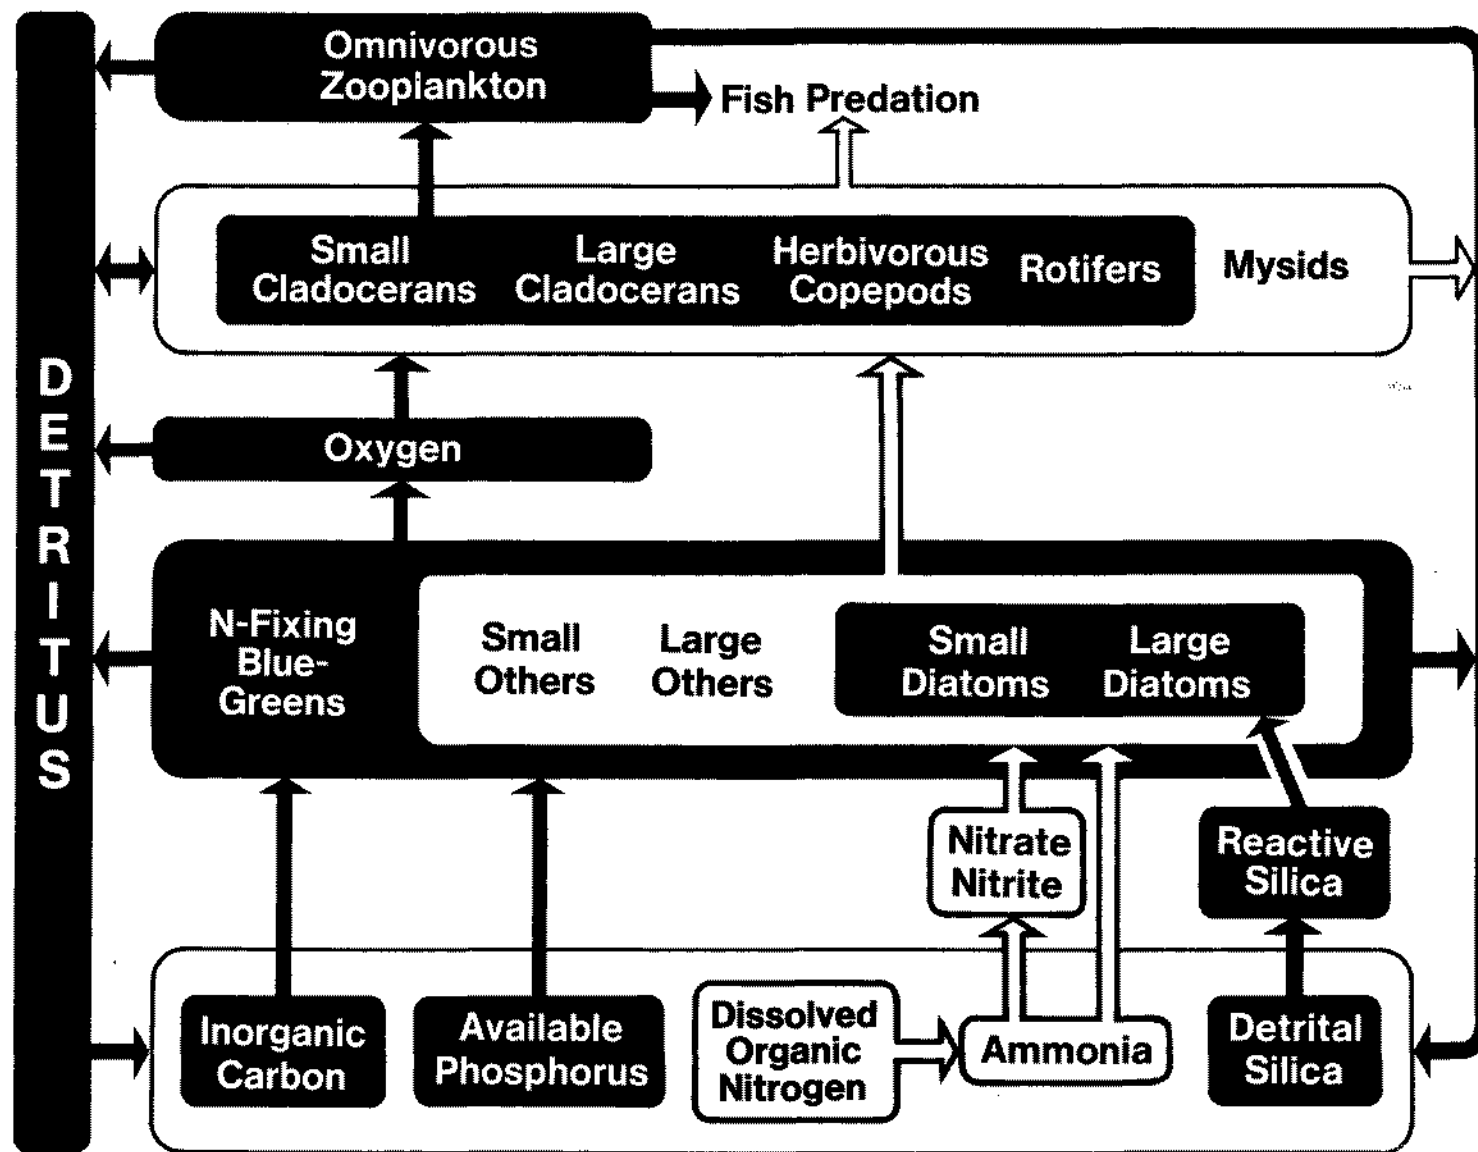 Omnivorous
Zooplankton
Fish Predation
Small
Cladocerans
Large
Cladocerans
Herbivorous
Copepods
Rotifers
Mysids
DETRITUS
Oxygen
N-Fixing
Blue-
Greens
Small
Others
Large
Others
Small
Diatoms
Large
Diatoms
Nitrate
Nitrite
Reactive
Silica
Inorganic
Carbon
Available
Phosphorus
Dissolved
Organic
Nitrogen
Ammonia
Detrital
Silica